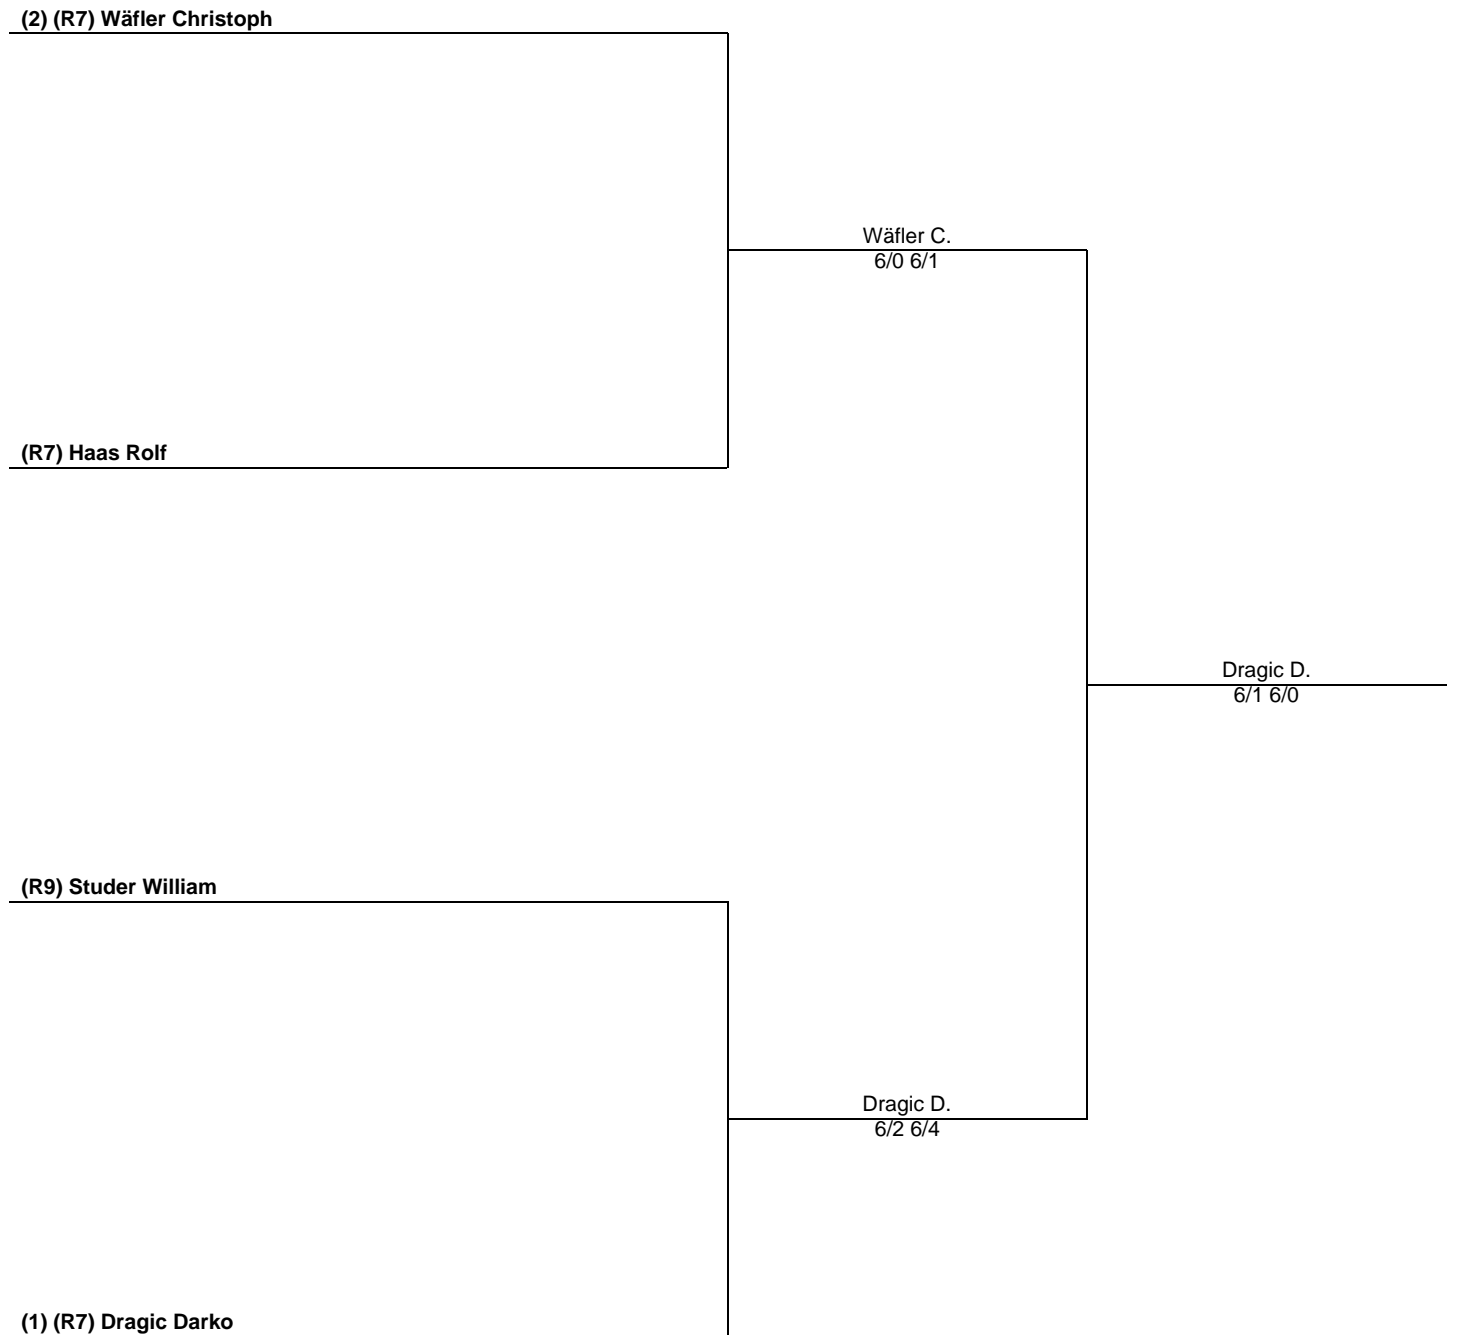 (2) (R7) Wäfler Christoph
Wäfler C.
6/0 6/1
(R7) Haas Rolf
Dragic D.
6/1 6/0
(R9) Studer William
Dragic D.
6/2 6/4
(1) (R7) Dragic Darko